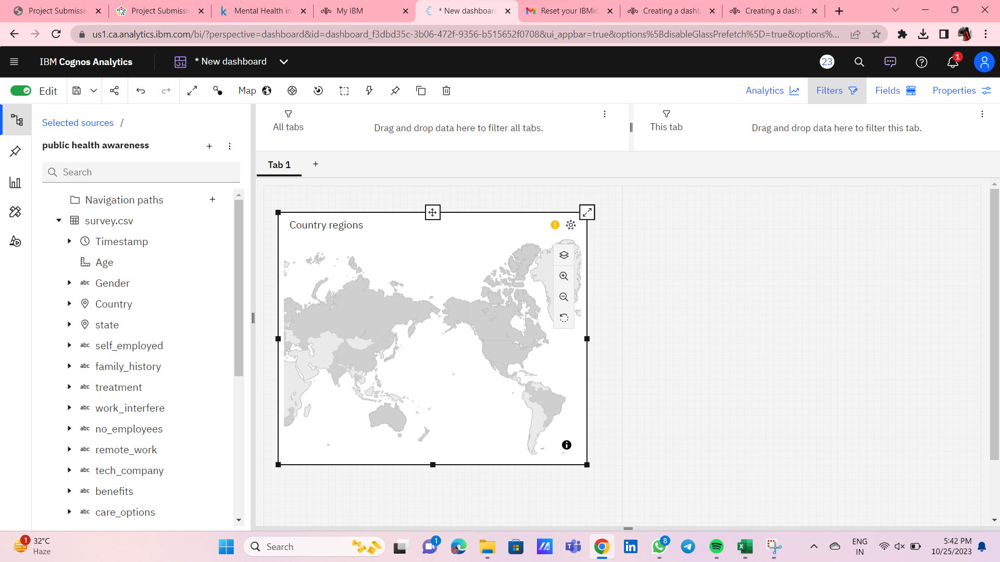 Project Submissi
Project Submissi
Mental Health in
My IBM
* New dashboard
Reset your IBMid
Creating a dashb
Creating a dashb
us1.ca.analytics.ibm.com/bi/?perspective=dashboard&id=dashboard_f3dbd35c-3b06-472f-9356-b515652f0708&ui_appbar=true&options%5BdisableGlassPrefetch%5D=true&options%...
IBM Cognos Analytics
* New dashboard
23
1
Edit
Map
Analytics
Filters
Fields
Properties
Selected sources /
public health awareness
Search
All tabs
Drag and drop data here to filter all tabs.
This tab
Drag and drop data here to filter this tab.
Tab 1
Navigation paths
survey.csv
Timestamp
Age
abc Gender
Country
state
abc self_employed
abc family_history
abc treatment
abc work_interfere
abc no_employees
abc remote_work
abc tech_company
abc benefits
abc care_options
Country regions
1
32°C
Haze
Search
1
8
ENG
IN
5:42 PM
10/25/2023